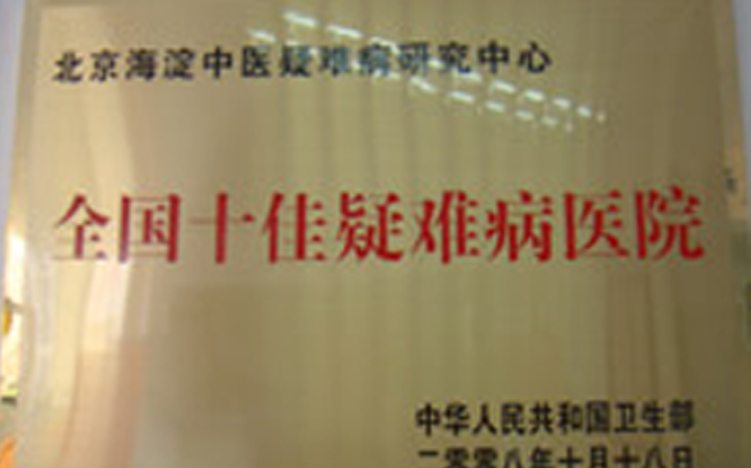 北京海淀中医疑难病研究中心
全国十佳疑难病医院
中华人民共和国卫生部
二零零八年十月十八日